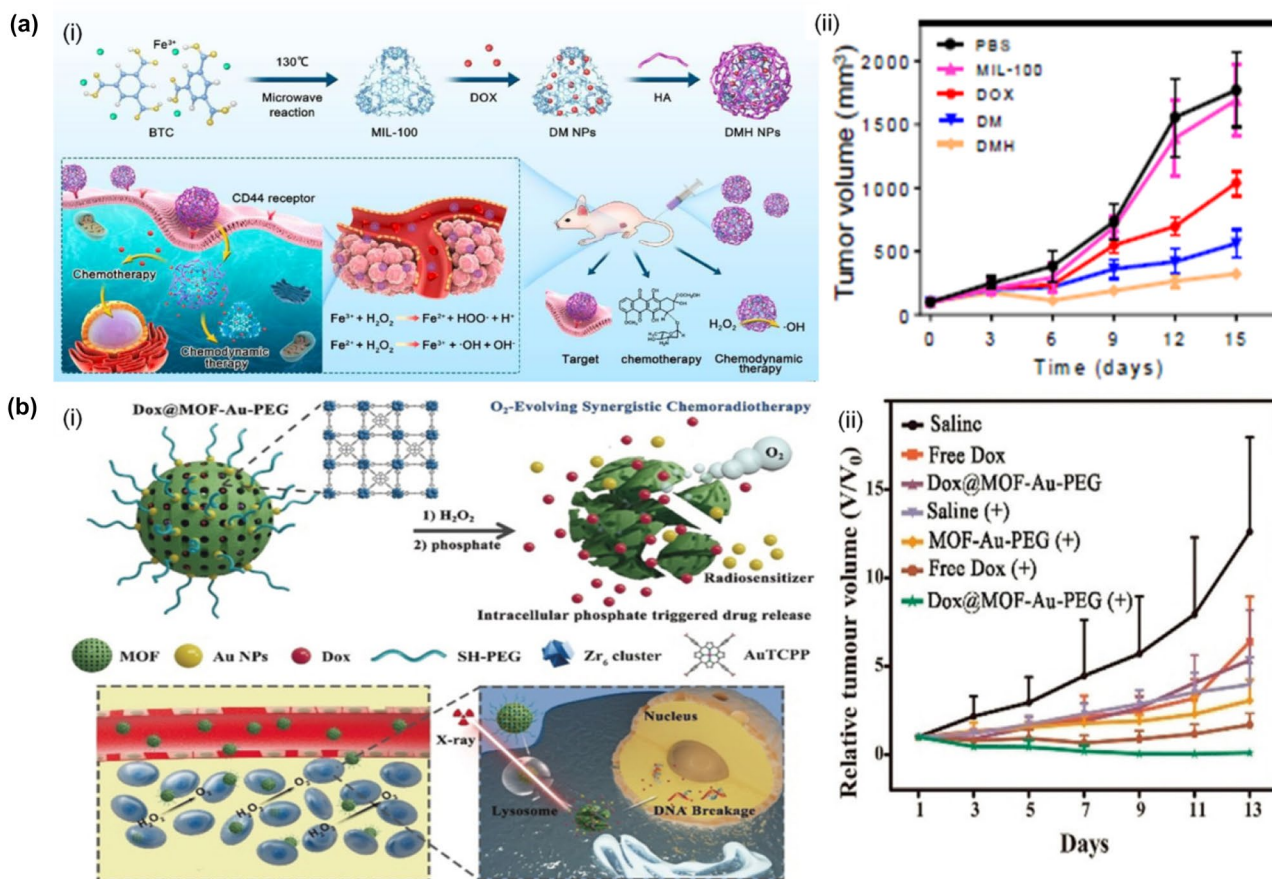 (a)
(i)
Fe³⁺
BTC
130℃
Microwave
reaction
MIL-100
DOX
DM NPs
HA
DMH NPs
CD44 receptor
Chemotherapy
Chemodynamic
therapy
Fe³⁺ + H₂O₂ Fe²⁺ + HOO· + H⁺
Fe²⁺ + H₂O₂ Fe³⁺ + ·OH + OH⁻
Target
chemotherapy
H₂O₂
·OH
Chemodynamic
therapy
(ii)
PBS
MIL-100
DOX
DM
DMH
Tumor volume (mm³)
2000
1500
1000
500
0
0 3 6 9 12 15
Time (days)
(b)
(i)
Dox@MOF-Au-PEG
1) H₂O₂
2) phosphate
O₂-Evolving Synergistic Chemoradiotherapy
O₂
Radiosensitizer
Intracellular phosphate triggered drug release
MOF
Au NPs
Dox
SH-PEG
Zr₆ cluster
AuTCPP
H₂O₂ O₂
H₂O₂ O₂
H₂O₂ O₂
X-ray
Nucleus
Lysosome
DNA Breakage
(ii)
Saline
Free Dox
Dox@MOF-Au-PEG
Saline (+)
MOF-Au-PEG (+)
Free Dox (+)
Dox@MOF-Au-PEG (+)
Relative tumour volume (V/V₀)
15
10
5
0
1 3 5 7 9 11 13
Days